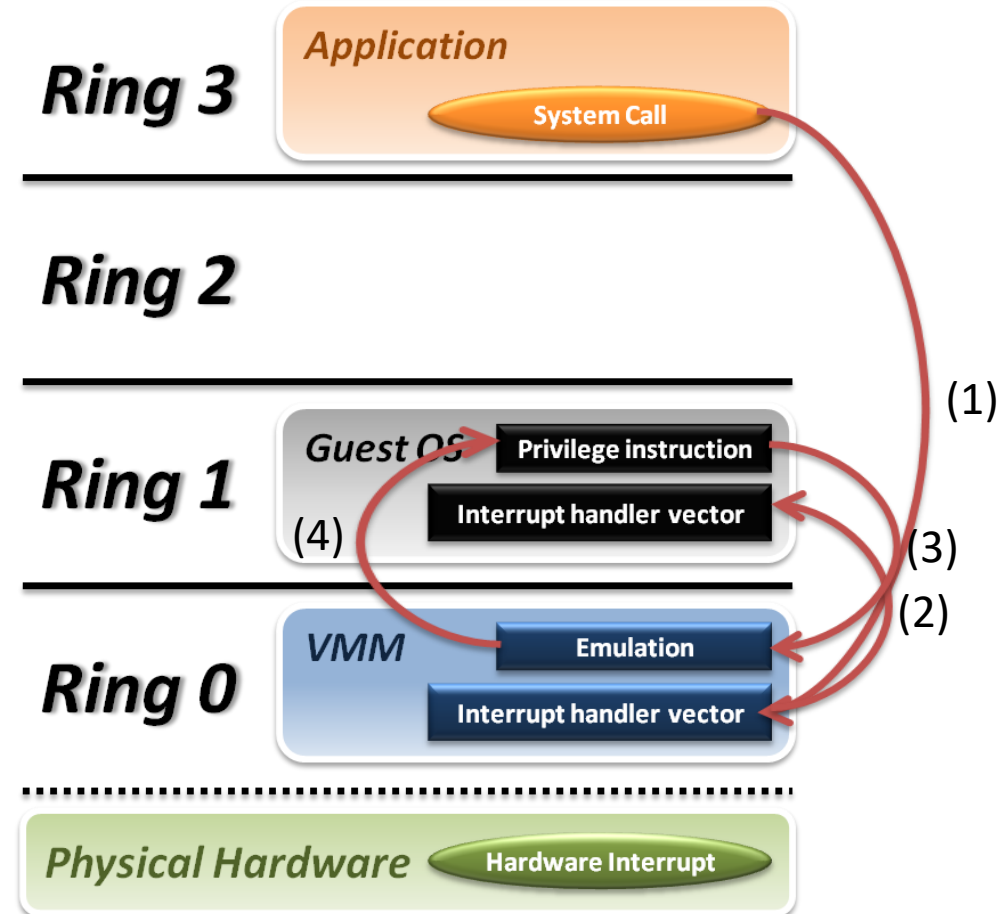 Ring 3
Application
System Call
Ring 2
(1)
Ring 1
Guest OS
Privilege instruction
Interrupt handler vector
(4)
(3)
(2)
Ring 0
VMM
Emulation
Interrupt handler vector
Physical Hardware
Hardware Interrupt